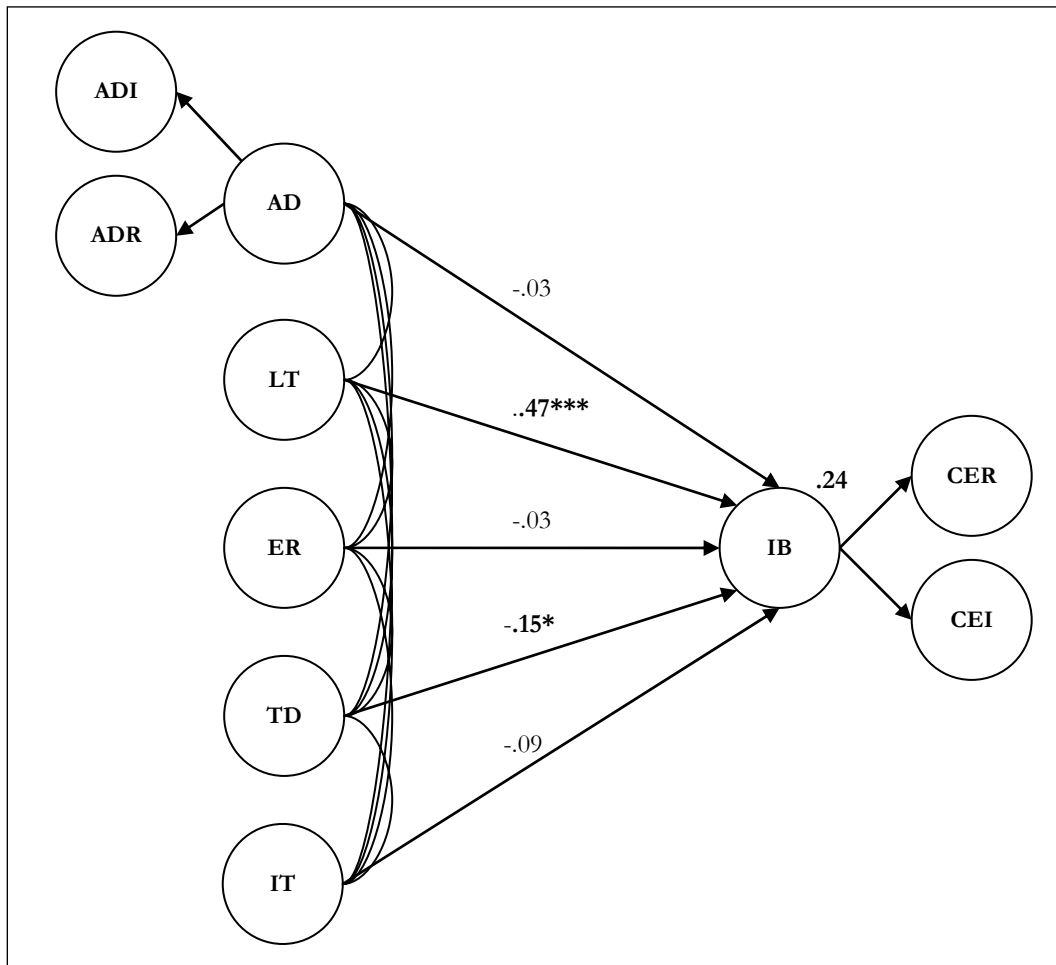 ADI
AD
ADR
-.03
LT
..47***
.24
CER
-.03
ER
IB
-.15*
CEI
TD
-.09
IT